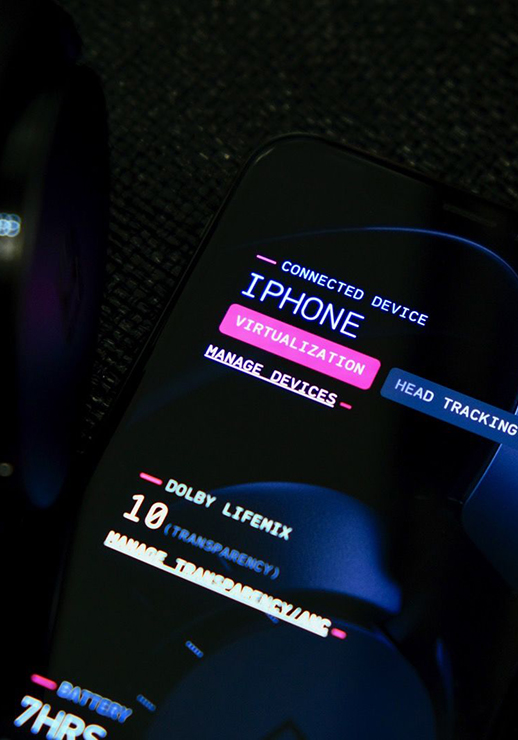 CONNECTED DEVICE
IPHONE
VIRTUALIZATION
HEAD TRACKING
MANAGE DEVICES
DOLBY LIFEMIX
10 (TRANSPARENCY)
MANAGE TRANSPARENCY/ANC
BATTERY
7HRS